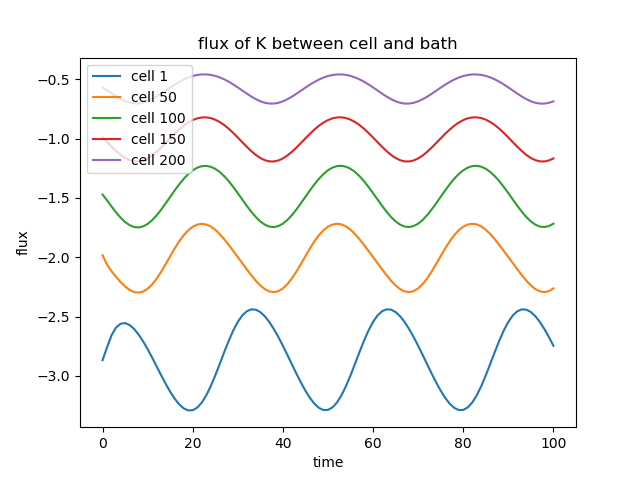 flux of K between cell and bath
cell 1
cell 50
cell 100
cell 150
cell 200
−0.5
−1.0
−1.5
−2.0
−2.5
−3.0
flux
0 20 40 60 80 100
time